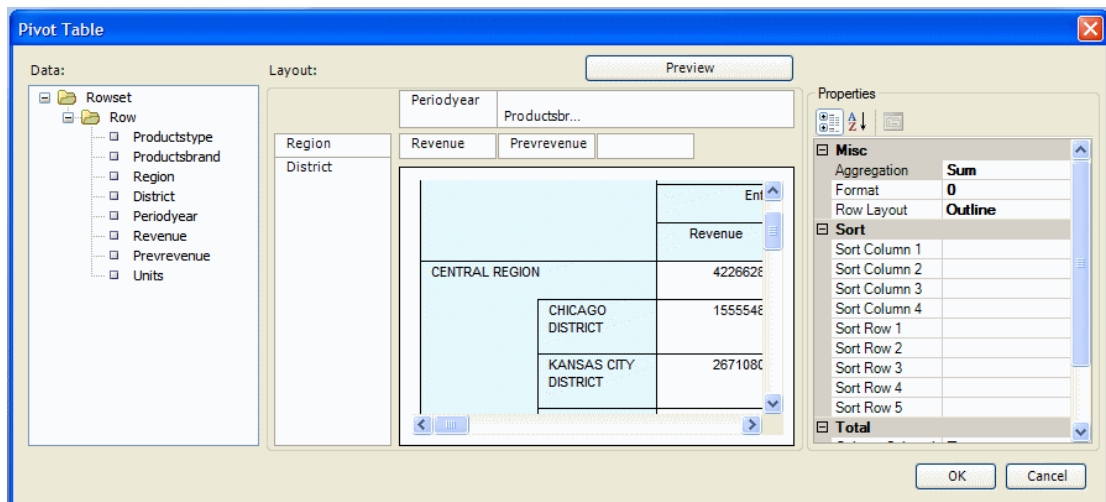 Pivot Table
Data:
Layout:
Preview
Rowset
Row
Productstype
Productsbrand
Region
District
Periodyear
Revenue
Prevrevenue
Units
Periodyear
Productsbr...
Region
District
Revenue
Prevrevenue
Ent
Revenue
CENTRAL REGION
4226628
CHICAGO
DISTRICT
1555548
KANSAS CITY
DISTRICT
267108
Properties
Misc
Aggregation Sum
Format 0
Row Layout Outline
Sort
Sort Column 1
Sort Column 2
Sort Column 3
Sort Column 4
Sort Row 1
Sort Row 2
Sort Row 3
Sort Row 4
Sort Row 5
Total
OK
Cancel